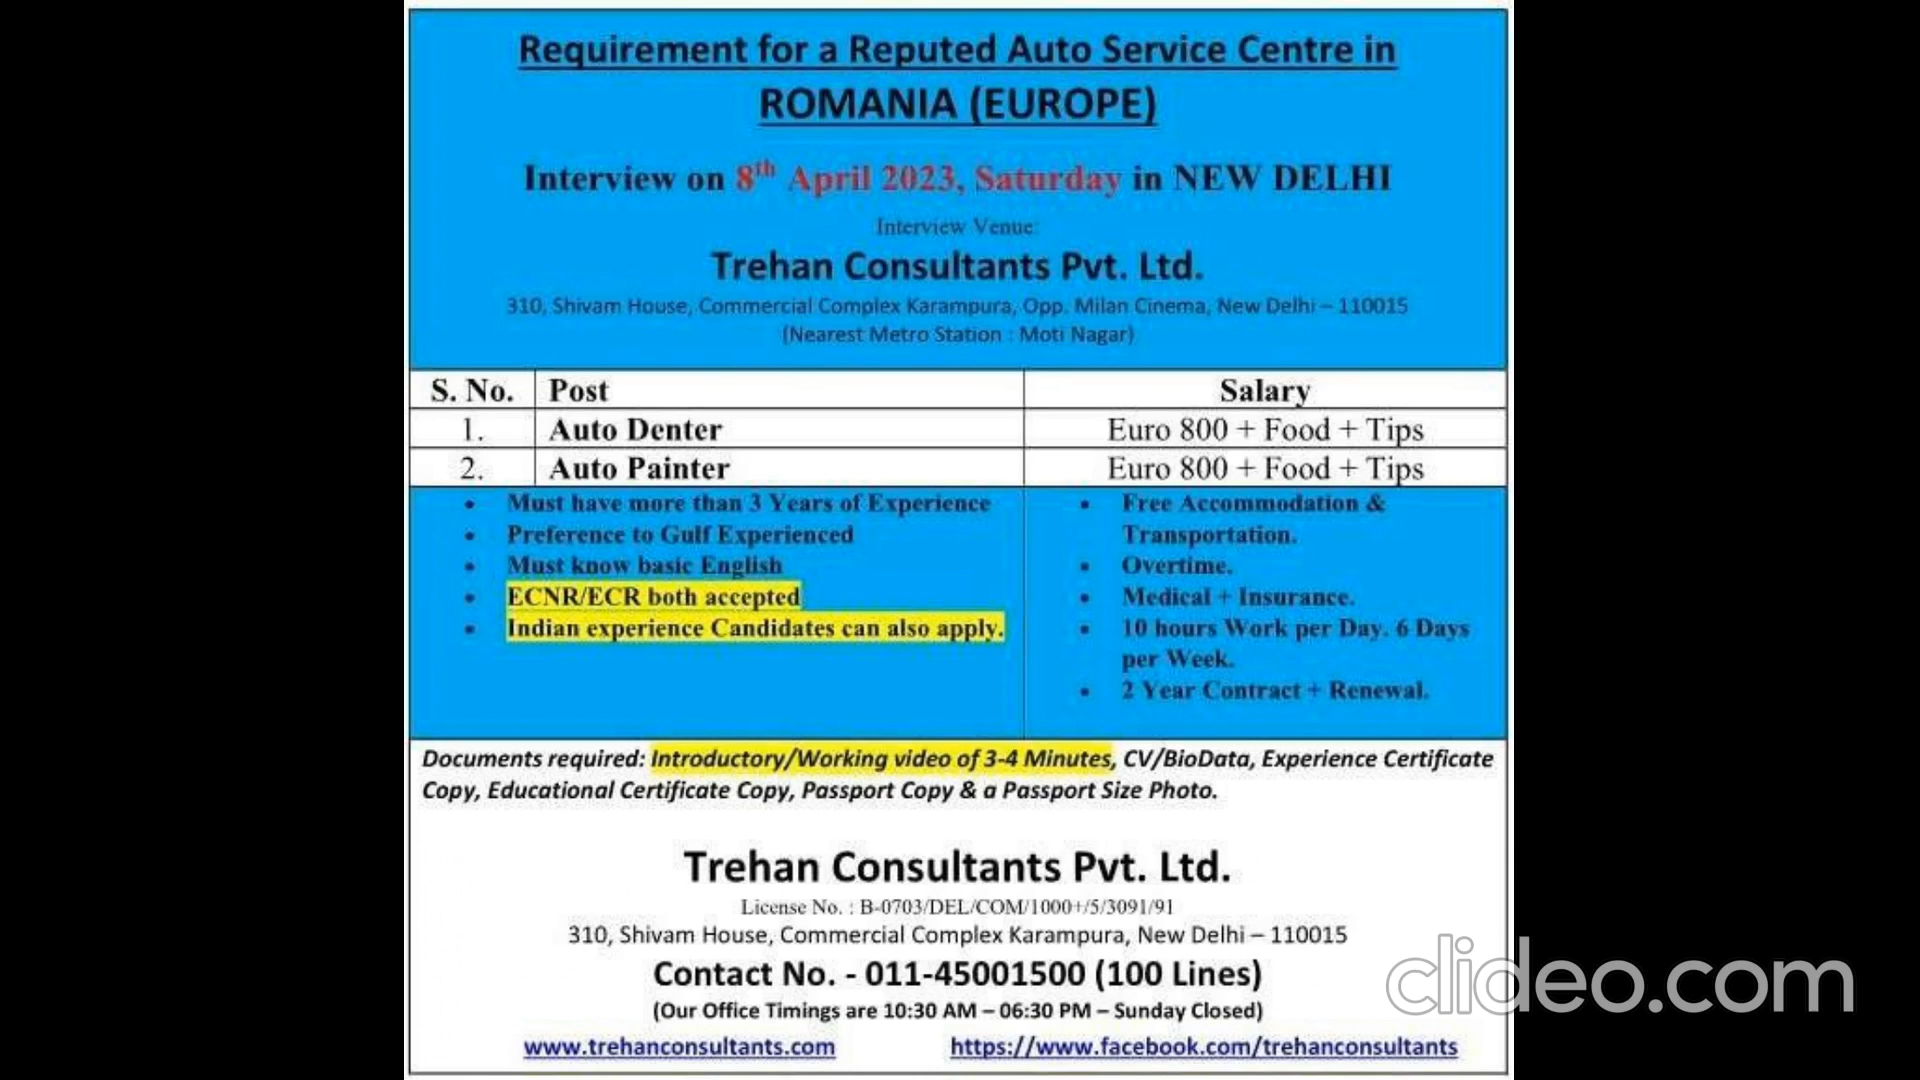 Requirement for a Reputed Auto Service Centre in
ROMANIA (EUROPE)
Interview on 8th April 2023, Saturday in NEW DELHI
Interview Venue:
Trehan Consultants Pvt. Ltd.
310, Shivam House, Commercial Complex Karampura, Opp. Milan Cinema, New Delhi – 110015
(Nearest Metro Station : Moti Nagar)
S. No. Post Salary
1. Auto Denter Euro 800 + Food + Tips
2. Auto Painter Euro 800 + Food + Tips
• Must have more than 3 Years of Experience
• Preference to Gulf Experienced
• Must know basic English
• ECNR/ECR both accepted
• Indian experience Candidates can also apply.
• Free Accommodation &
Transportation.
• Overtime.
• Medical + Insurance.
• 10 hours Work per Day. 6 Days
per Week.
• 2 Year Contract + Renewal.
Documents required: Introductory/Working video of 3-4 Minutes, CV/BioData, Experience Certificate
Copy, Educational Certificate Copy, Passport Copy & a Passport Size Photo.
Trehan Consultants Pvt. Ltd.
License No. : B-0703/DEL/COM/1000+/5/3091/91
310, Shivam House, Commercial Complex Karampura, New Delhi – 110015
Contact No. - 011-45001500 (100 Lines)
(Our Office Timings are 10:30 AM – 06:30 PM – Sunday Closed)
www.trehanconsultants.com https://www.facebook.com/trehanconsultants
clideo.com